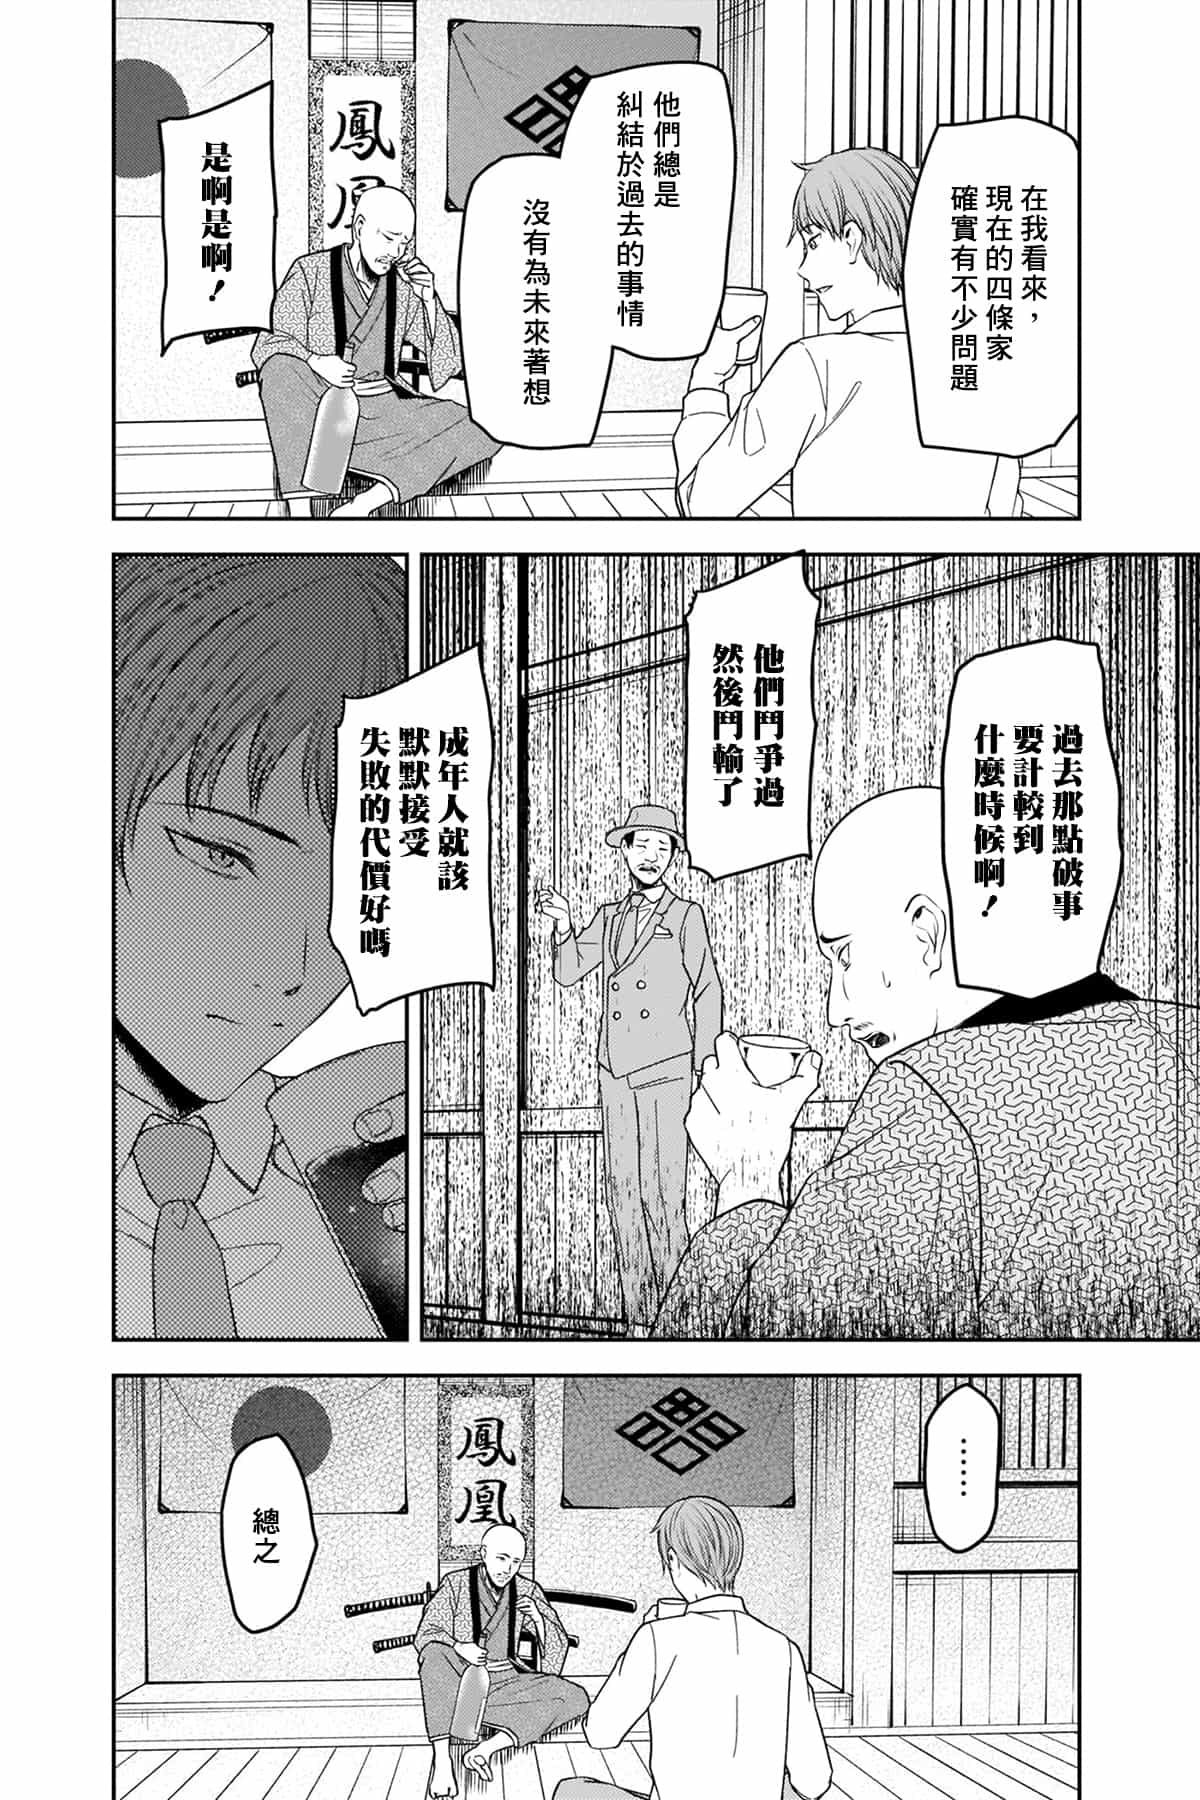 在我看來，
現在的四條家
確實有不少問題
他們總是
糾結於過去的事情
沒有為未來著想
鳳凰
是啊是啊！
過去那點破事
要計較到
什麼時候啊！
他們鬥爭過
然後鬥輸了
成年人就該
默默接受
失敗的代價好嗎
……
鳳凰
總之